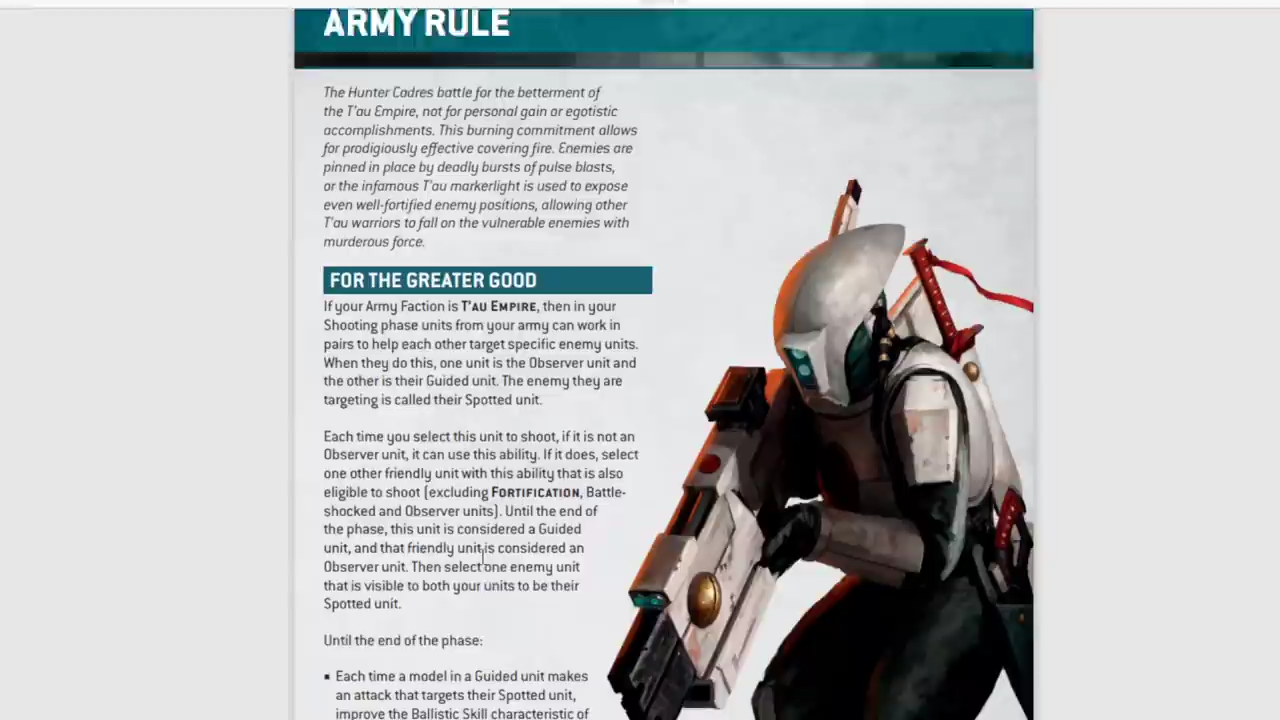 ARMY RULE
The Hunter Cadres battle for the betterment of
the T'au Empire, not for personal gain or egotistic
accomplishments. This burning commitment allows
for prodigiously effective covering fire. Enemies are
pinned in place by deadly bursts of pulse blasts,
or the infamous T'au markerlight is used to expose
even well-fortified enemy positions, allowing other
T'au warriors to fall on the vulnerable enemies with
murderous force.
FOR THE GREATER GOOD
If your Army Faction is T'AU EMPIRE, then in your
Shooting phase units from your army can work in
pairs to help each other target specific enemy units.
When they do this, one unit is the Observer unit and
the other is their Guided unit. The enemy they are
targeting is called their Spotted unit.
Each time you select this unit to shoot, if it is not an
Observer unit, it can use this ability. If it does, select
one other friendly unit with this ability that is also
eligible to shoot (excluding FORTIFICATION, Battle-
shocked and Observer units). Until the end of
the phase, this unit is considered a Guided
unit, and that friendly unit is considered an
Observer unit. Then select one enemy unit
that is visible to both your units to be their
Spotted unit.
Until the end of the phase:
▪ Each time a model in a Guided unit makes
an attack that targets their Spotted unit,
improve the Ballistic Skill characteristic of